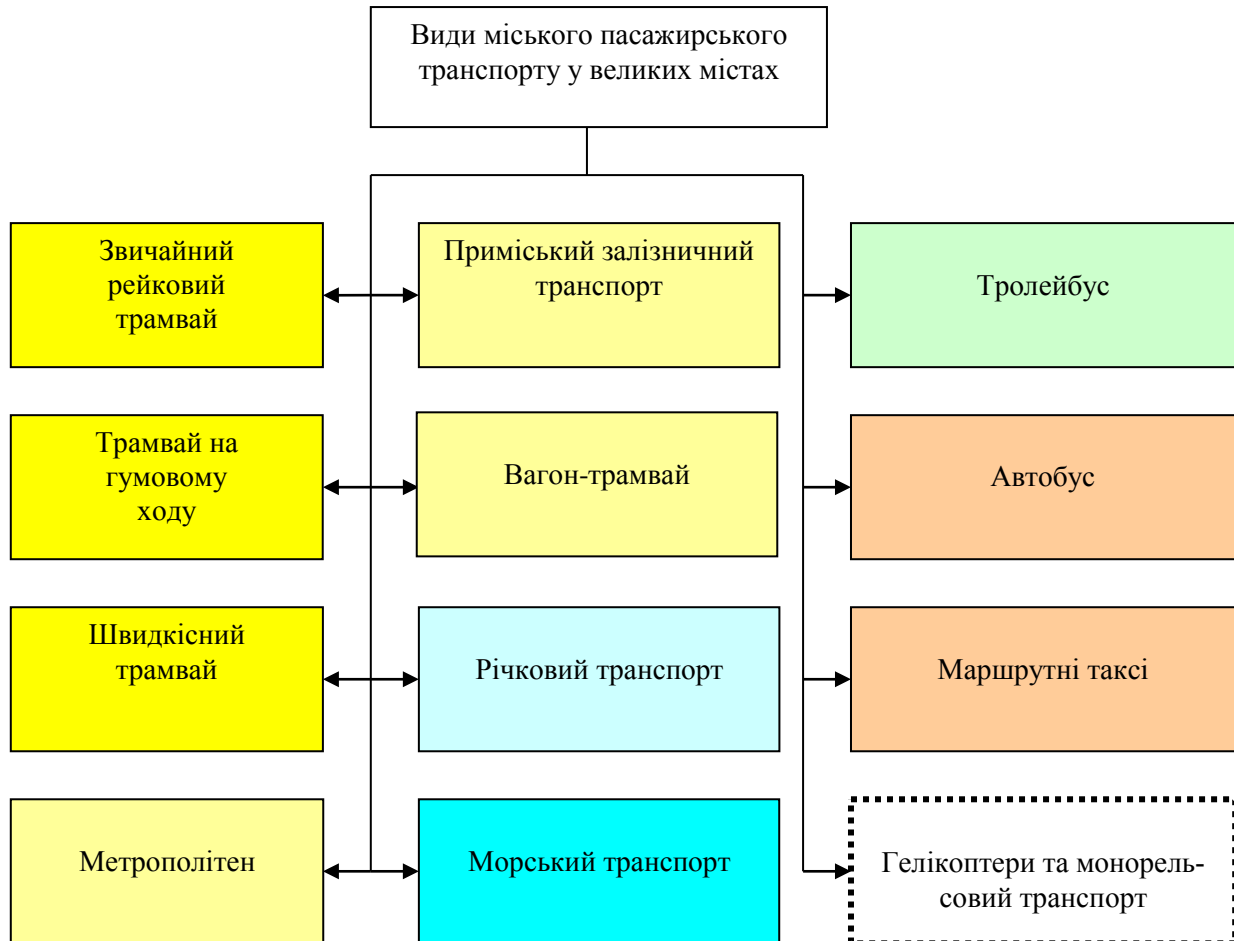 Види міського пасажирського
транспорту у великих містах
Звичайний
рейковий
трамвай
Приміський залізничний
транспорт
Тролейбус
Трамвай на
гумовому
ходу
Вагон-трамвай
Автобус
Швидкісний
трамвай
Річковий транспорт
Маршрутні таксі
Метрополітен
Морський транспорт
Гелікоптери та монорель-
совий транспорт